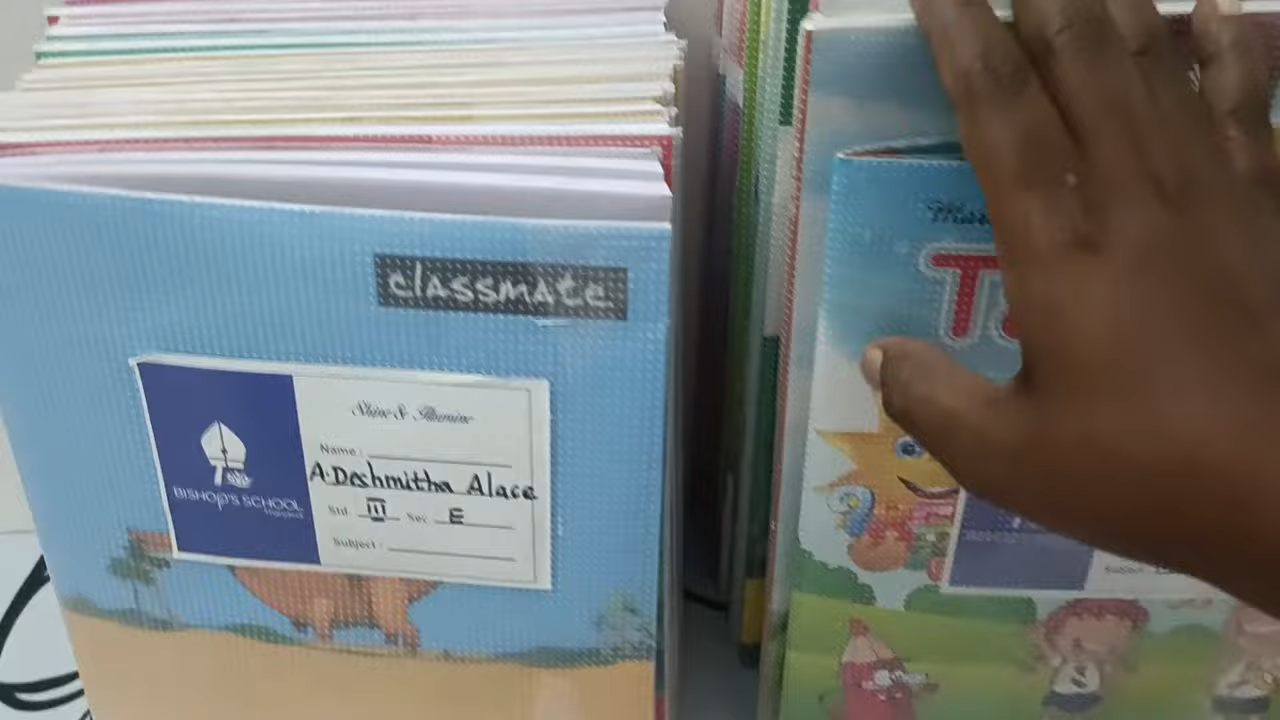 classmate
Shine & Illumine
Name :
A. Deshmitha Alace
Std. III Sec. E
Subject :
BISHOP'S SCHOOL